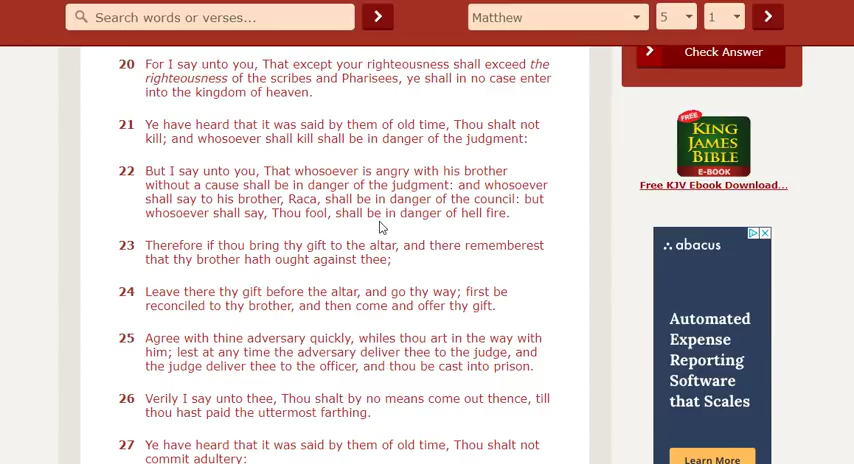 Search words or verses...
Matthew
5
1
20 For I say unto you, That except your righteousness shall exceed the
righteousness of the scribes and Pharisees, ye shall in no case enter
into the kingdom of heaven.
21 Ye have heard that it was said by them of old time, Thou shalt not
kill; and whosoever shall kill shall be in danger of the judgment:
22 But I say unto you, That whosoever is angry with his brother
without a cause shall be in danger of the judgment: and whosoever
shall say to his brother, Raca, shall be in danger of the council: but
whosoever shall say, Thou fool, shall be in danger of hell fire.
23 Therefore if thou bring thy gift to the altar, and there rememberest
that thy brother hath ought against thee;
24 Leave there thy gift before the altar, and go thy way; first be
reconciled to thy brother, and then come and offer thy gift.
25 Agree with thine adversary quickly, whiles thou art in the way with
him; lest at any time the adversary deliver thee to the judge, and
the judge deliver thee to the officer, and thou be cast into prison.
26 Verily I say unto thee, Thou shalt by no means come out thence, till
thou hast paid the uttermost farthing.
27 Ye have heard that it was said by them of old time, Thou shalt not
commit adultery:
Check Answer
FREE
KING
JAMES
BIBLE
E-BOOK
Free KJV Ebook Download...
abacus
Automated
Expense
Reporting
Software
that Scales
Learn More